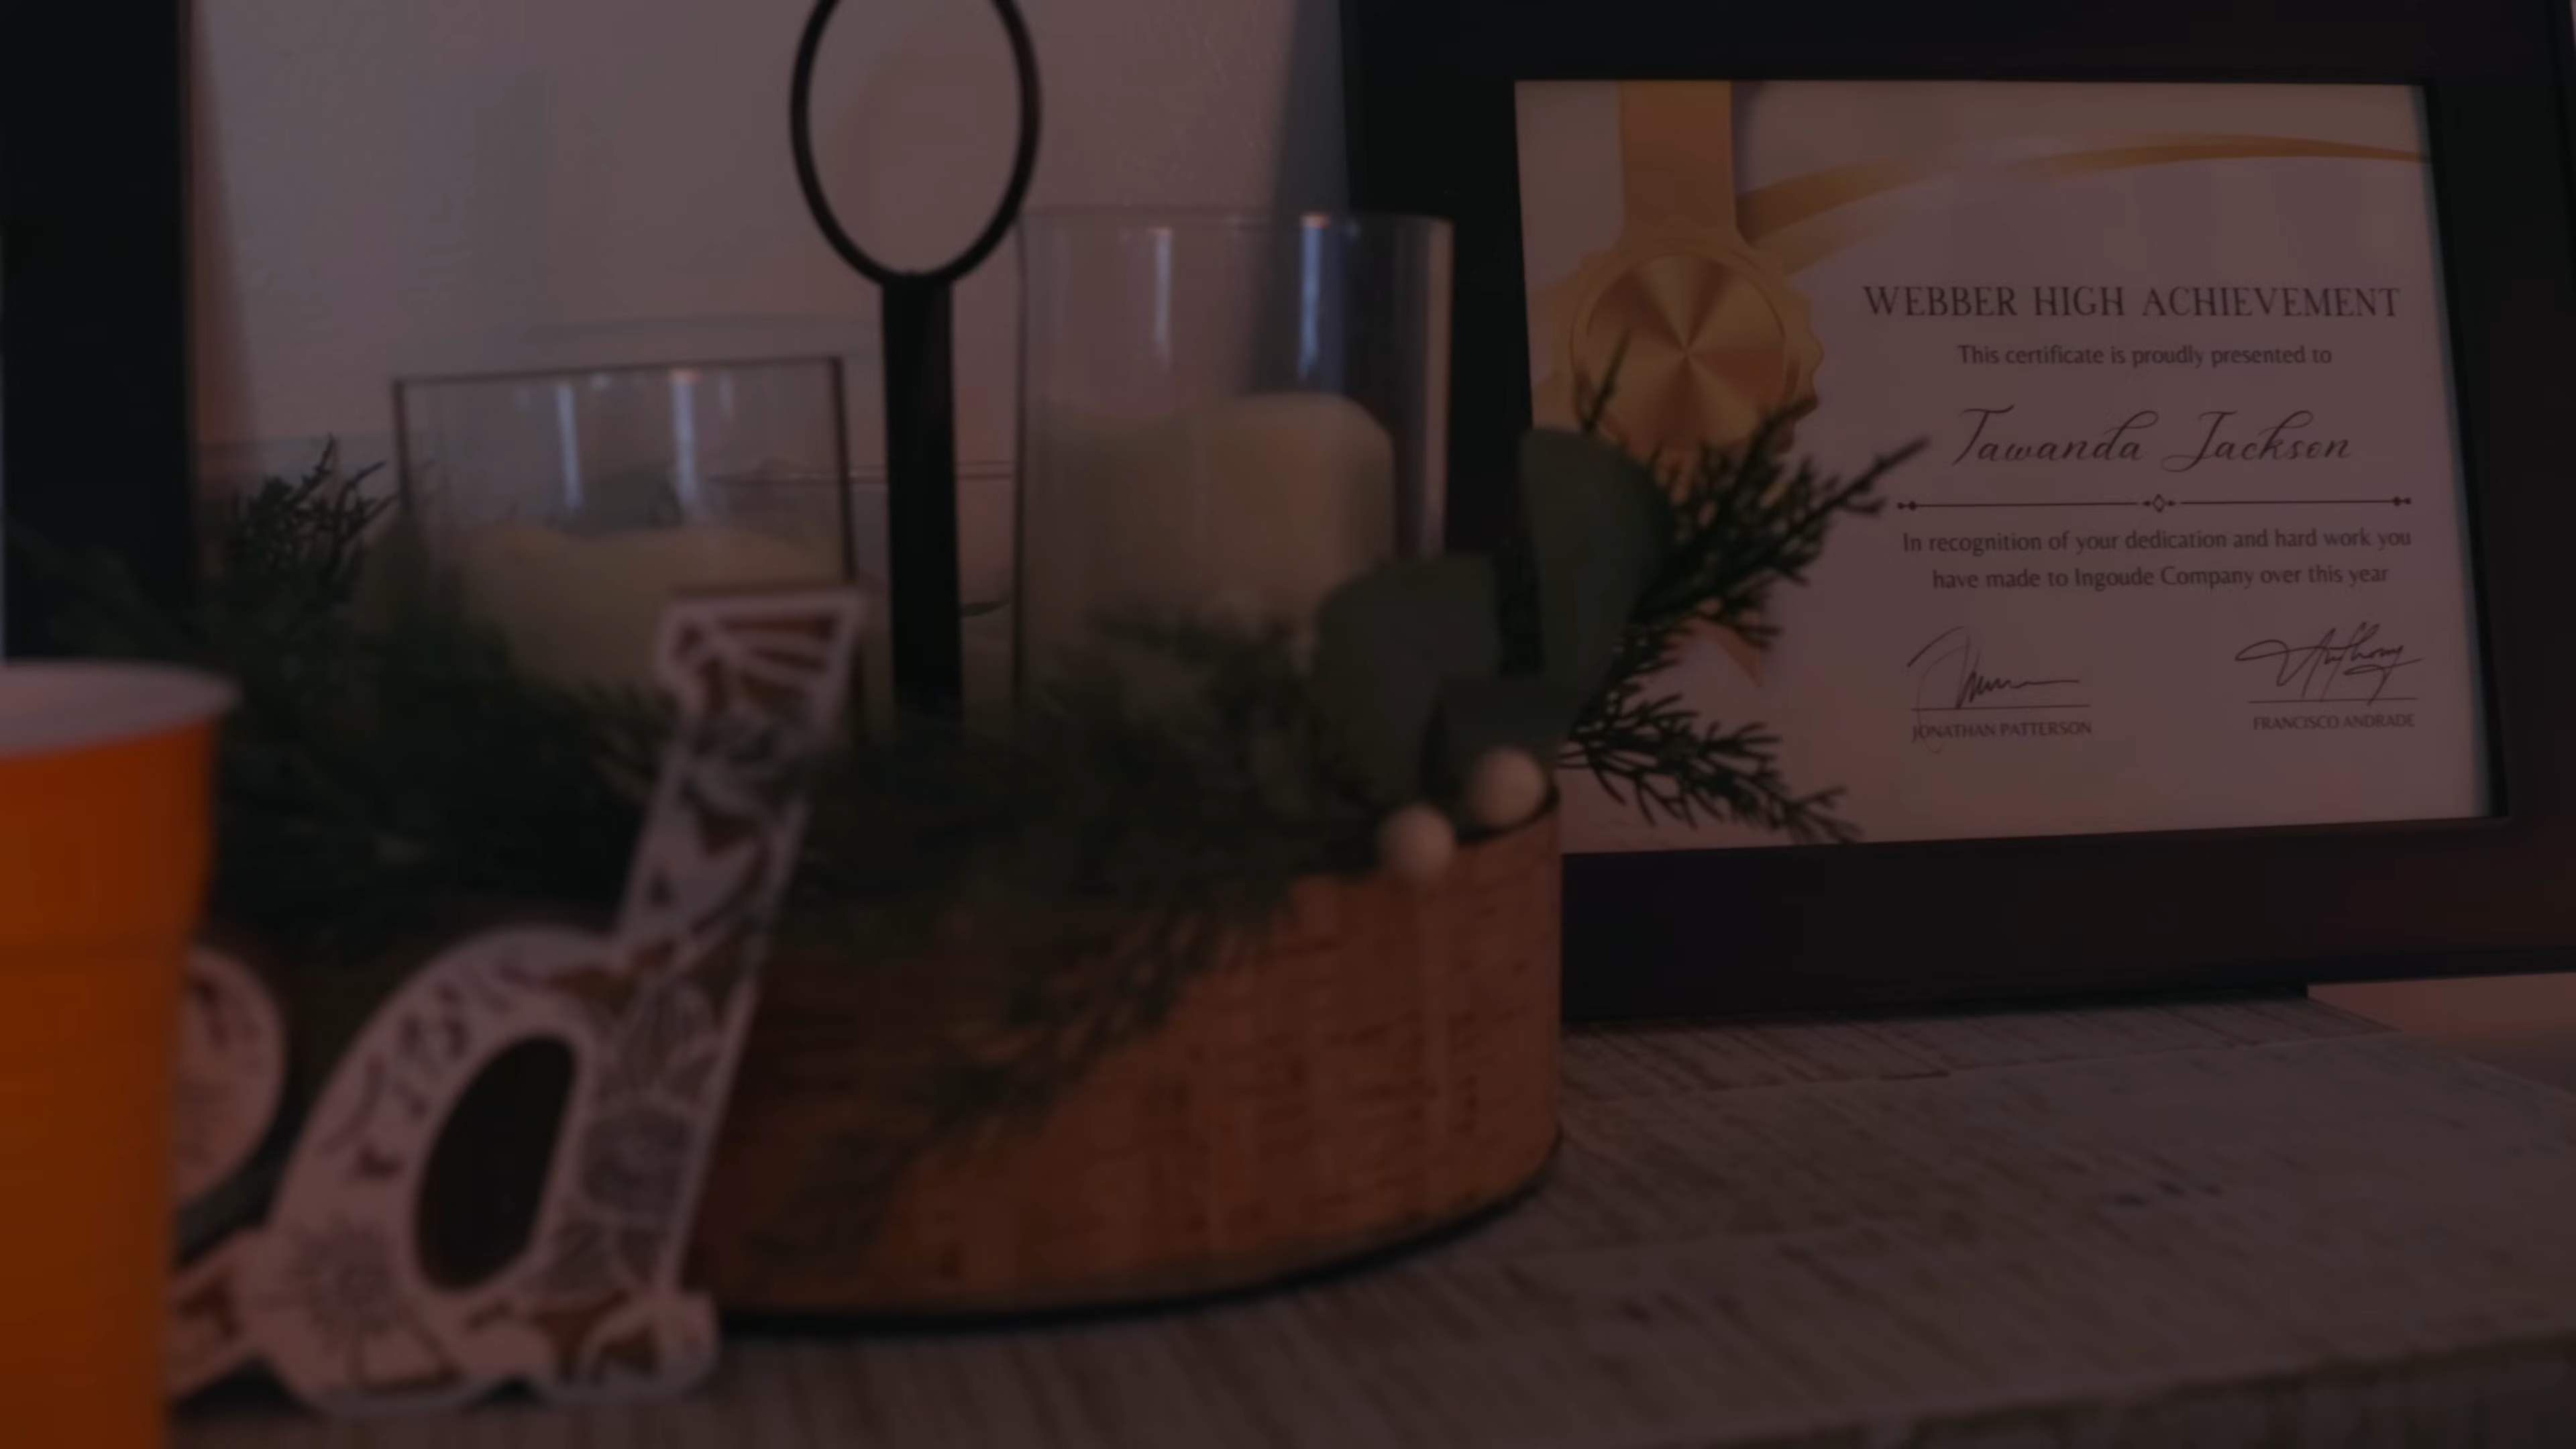 WEBBER HIGH ACHIEVEMENT
This certificate is proudly presented to
Tawanda Jackson
In recognition of your dedication and hard work you
have made to Ingoude Company over this year
Anthony
JONATHAN PATTERSON
FRANCISCO ANDRADE